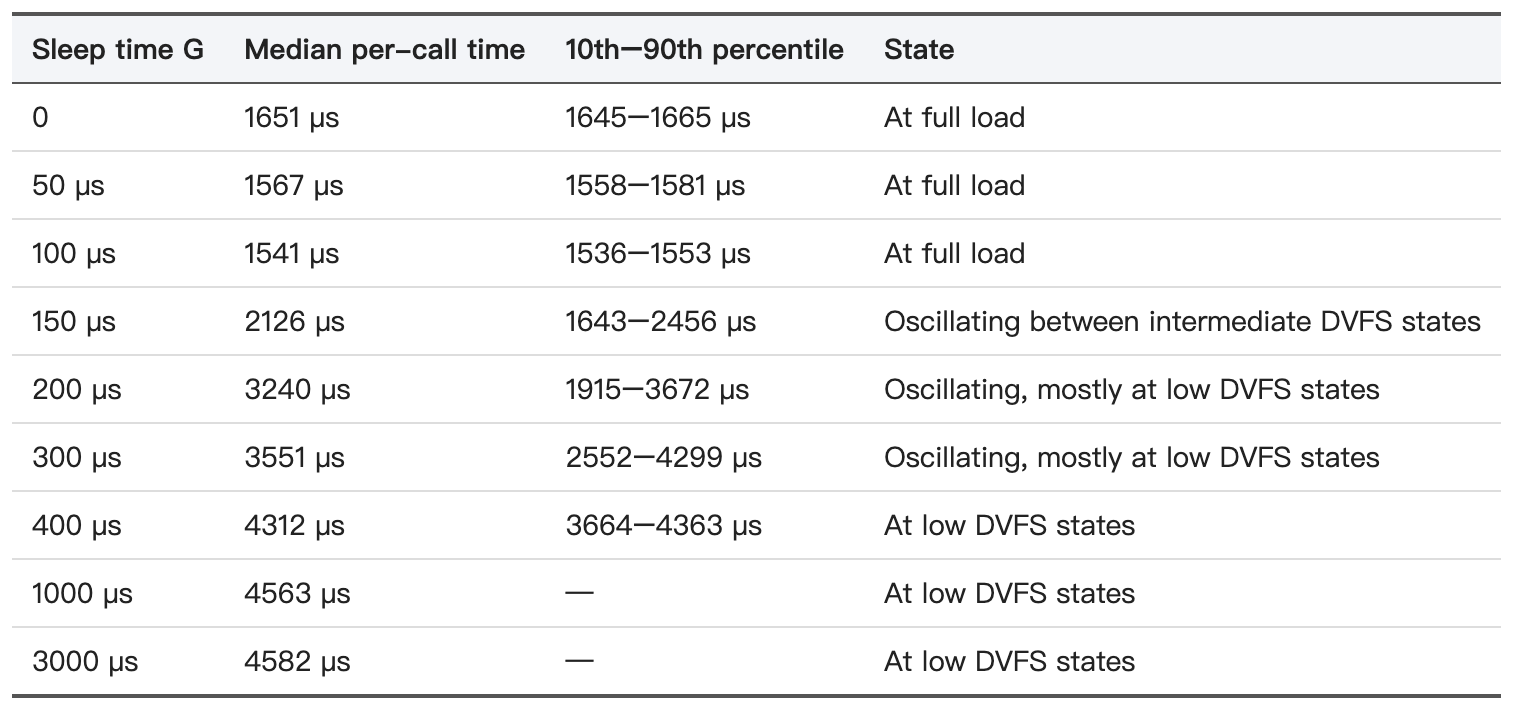 Sleep time G Median per–call time 10th—90th percentile State
0 1651 µs 1645—1665 µs At full load
50 µs 1567 µs 1558—1581 µs At full load
100 µs 1541 µs 1536—1553 µs At full load
150 µs 2126 µs 1643—2456 µs Oscillating between intermediate DVFS states
200 µs 3240 µs 1915—3672 µs Oscillating, mostly at low DVFS states
300 µs 3551 µs 2552—4299 µs Oscillating, mostly at low DVFS states
400 µs 4312 µs 3664—4363 µs At low DVFS states
1000 µs 4563 µs — At low DVFS states
3000 µs 4582 µs — At low DVFS states